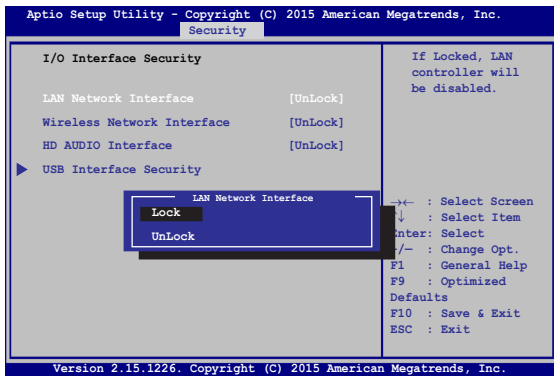 Aptio Setup Utility - Copyright (C) 2015 American Megatrends, Inc.
Security
I/O Interface Security
LAN Network Interface [UnLock]
Wireless Network Interface [UnLock]
HD AUDIO Interface [UnLock]
USB Interface Security
If Locked, LAN
controller will
be disabled.
LAN Network Interface
Lock
UnLock
→← : Select Screen
↓ : Select Item
nter: Select
/— : Change Opt.
F1 : General Help
F9 : Optimized
Defaults
F10 : Save & Exit
ESC : Exit
Version 2.15.1226. Copyright (C) 2015 American Megatrends, Inc.